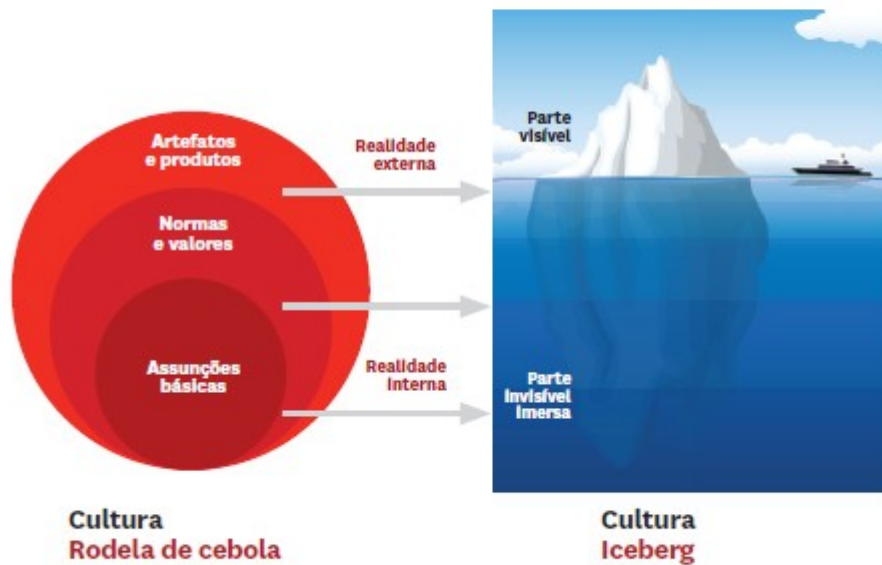 Artefatos
e produtos
Normas
e valores
Assunções
básicas
Realidade
externa
Realidade
interna
Parte
visível
Parte
invisível
imersa
Cultura
Rodela de cebola
Cultura
Iceberg